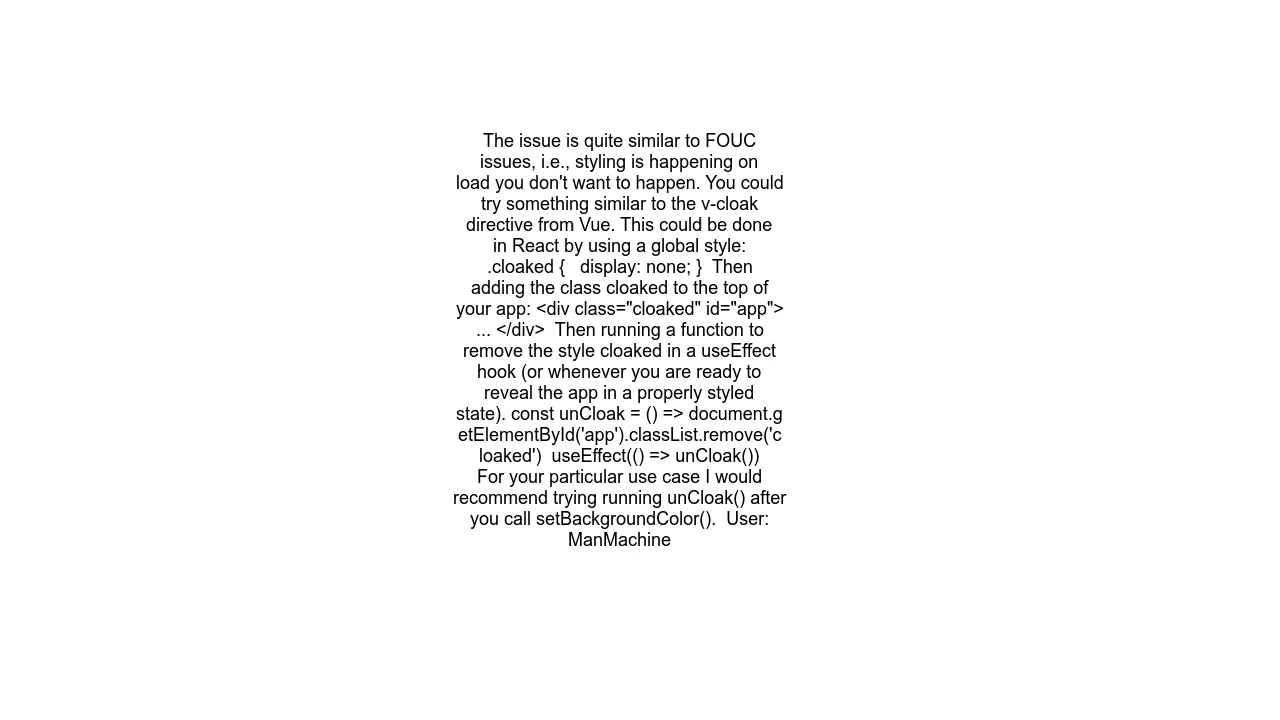 The issue is quite similar to FOUC
issues, i.e., styling is happening on
load you don't want to happen. You could
try something similar to the v-cloak
directive from Vue. This could be done
in React by using a global style:
.cloaked {   display: none; }  Then
adding the class cloaked to the top of
your app: <div class="cloaked" id="app">
... </div>  Then running a function to
remove the style cloaked in a useEffect
hook (or whenever you are ready to
reveal the app in a properly styled
state). const unCloak = () => document.g
etElementById('app').classList.remove('c
loaked')  useEffect(() => unCloak())
For your particular use case I would
recommend trying running unCloak() after
you call setBackgroundColor().  User:
ManMachine